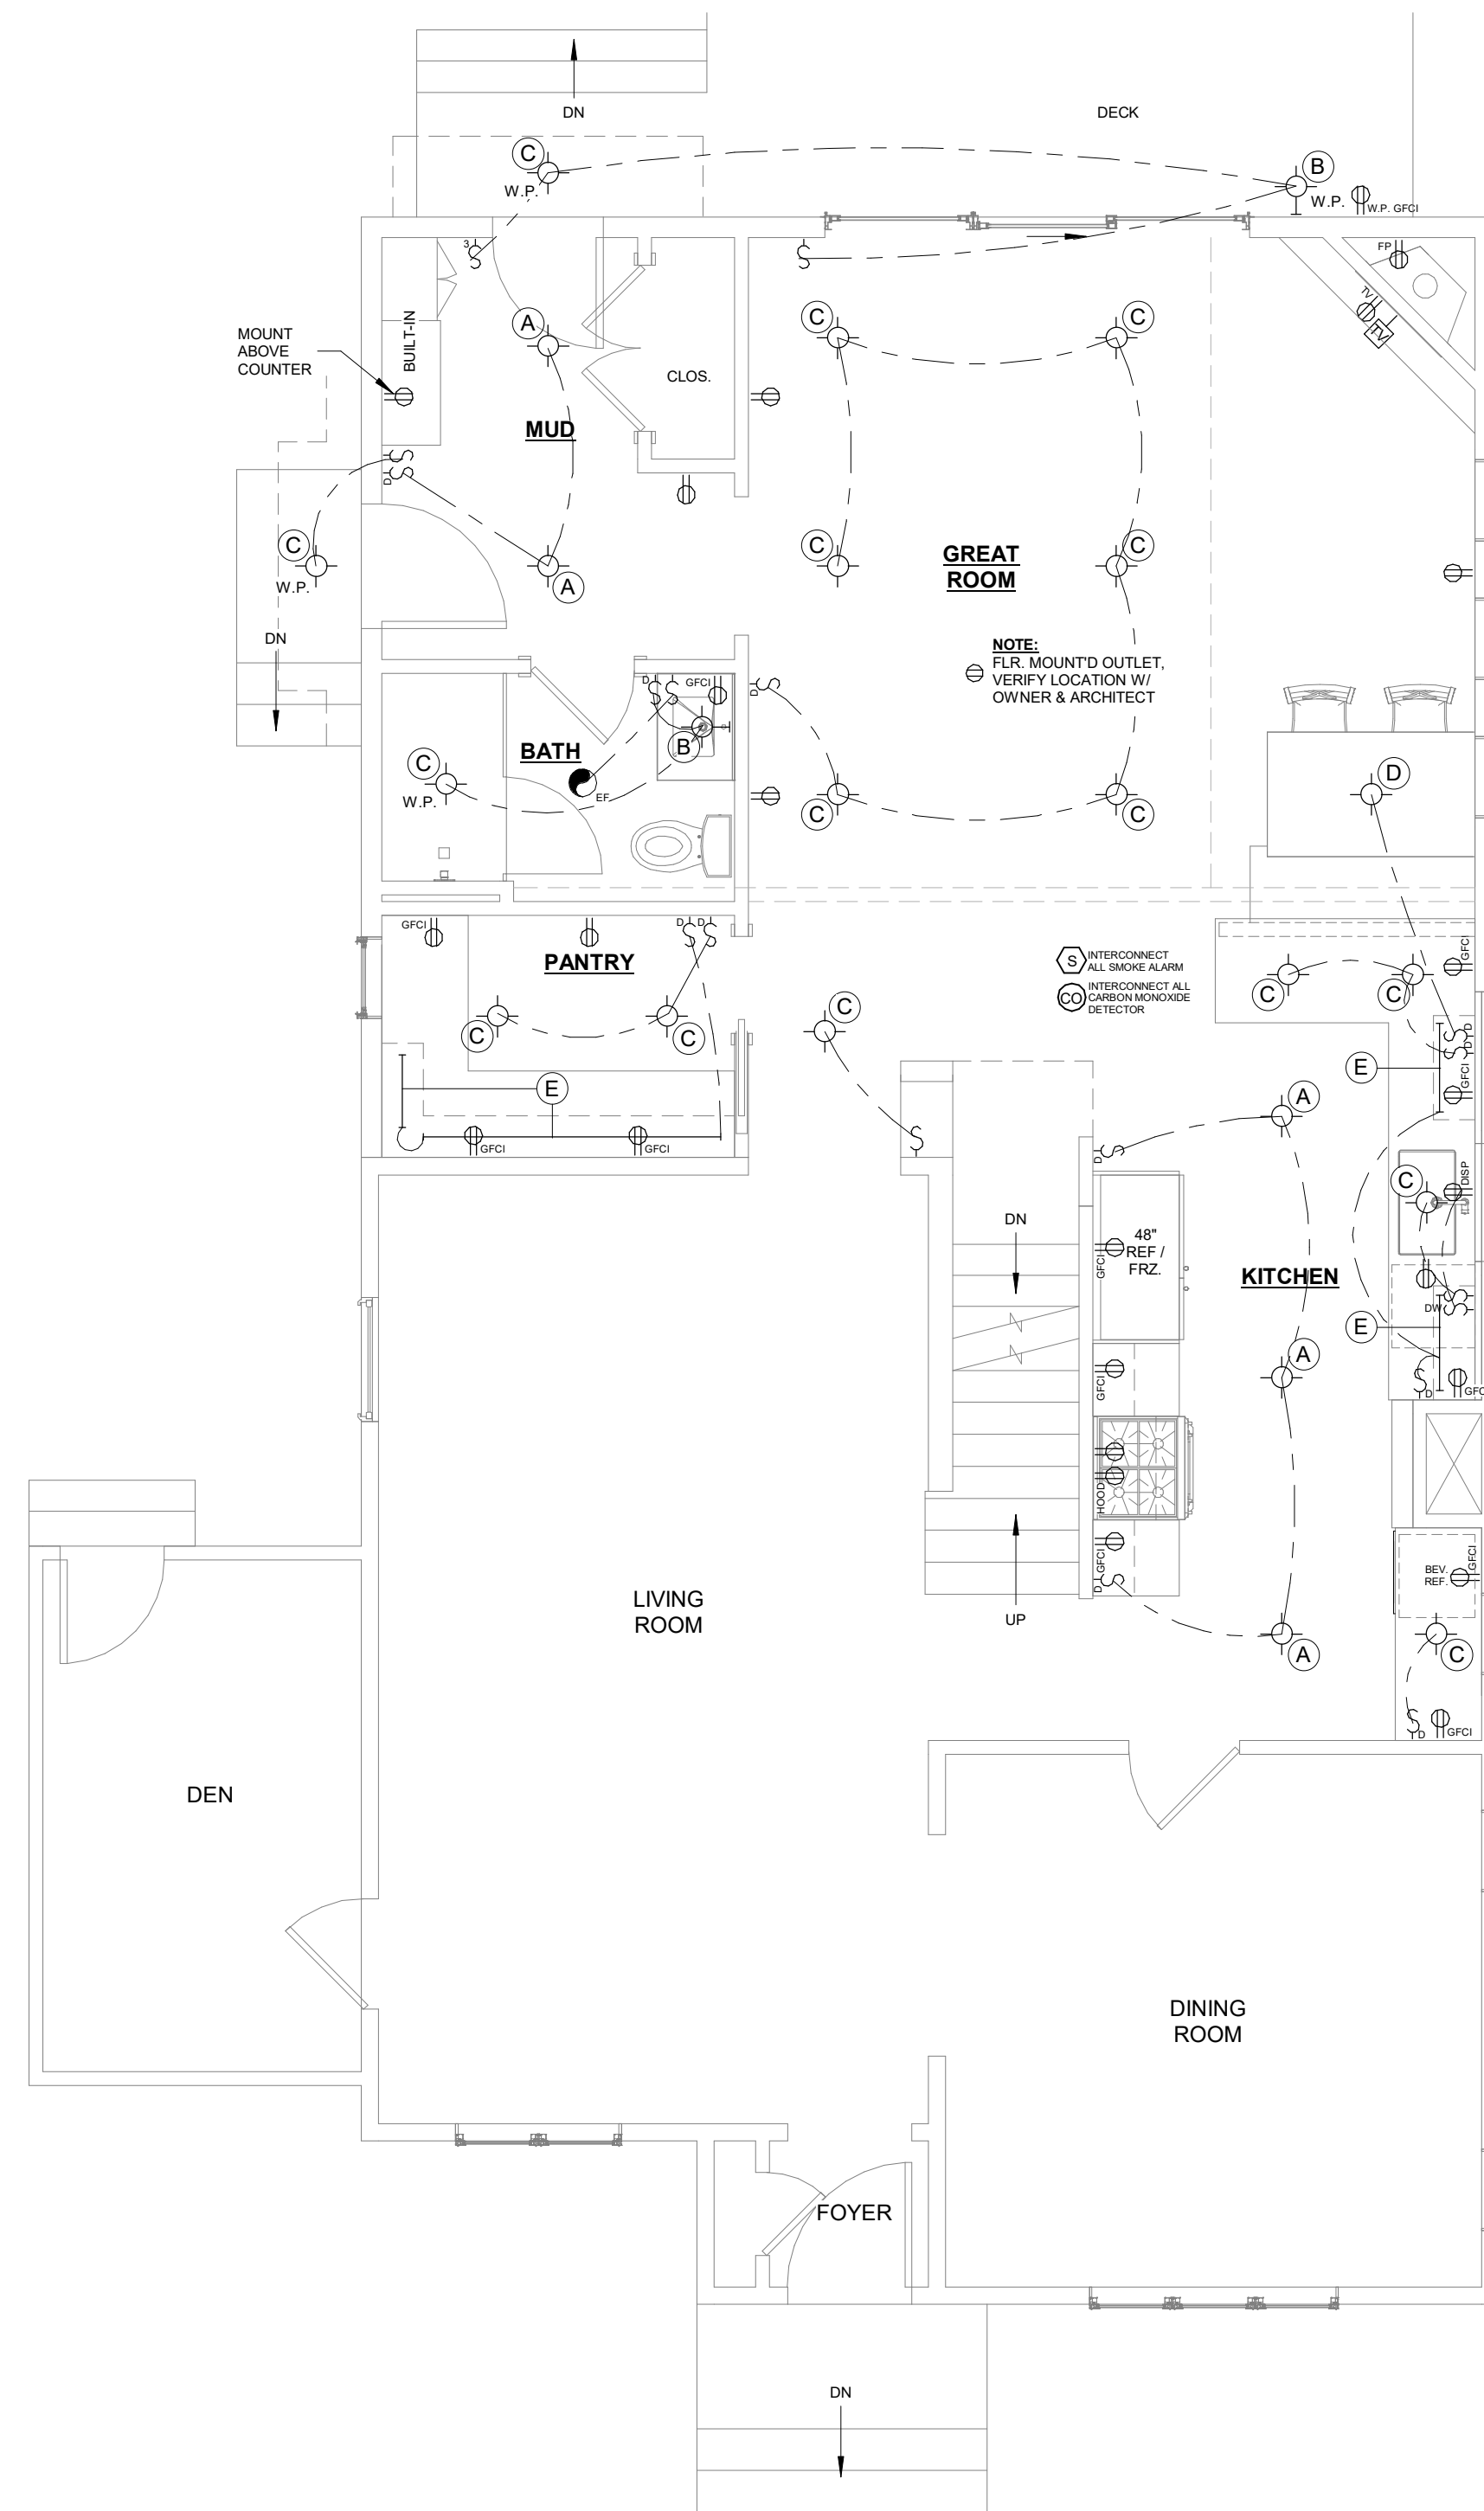 DN
DECK
C
W.P.
B
W.P.
W.P. GFCI
3
S
S
FP
TV
TV
MOUNT
ABOVE
COUNTER
BUILT-IN
A
C
C
CLOS.
MUD
S
D
S
C
W.P.
A
C
C
GREAT
ROOM
DN
NOTE:
FLR. MOUNT'D OUTLET,
VERIFY LOCATION W/
OWNER & ARCHITECT
D
S
S
GFCI
D
S
BATH
B
C
W.P.
EF
C
C
D
GFCI
D
S
D
S
PANTRY
S
INTERCONNECT
ALL SMOKE ALARM
CO
INTERCONNECT ALL
CARBON MONOXIDE
DETECTOR
GFCI
C
C
C
C
C
D
S
D
S
E
GFCI
E
GFCI
GFCI
S
A
D
S
C
DISP
DN
48"
REF /
FRZ.
GFCI
KITCHEN
S
S
DW
E
A
GFCI
S
D
GFC
HOOD
GFCI
D
S
BEV.
REF.
GFCI
LIVING
ROOM
UP
A
C
S
D
GFCI
DEN
DINING
ROOM
FOYER
DN